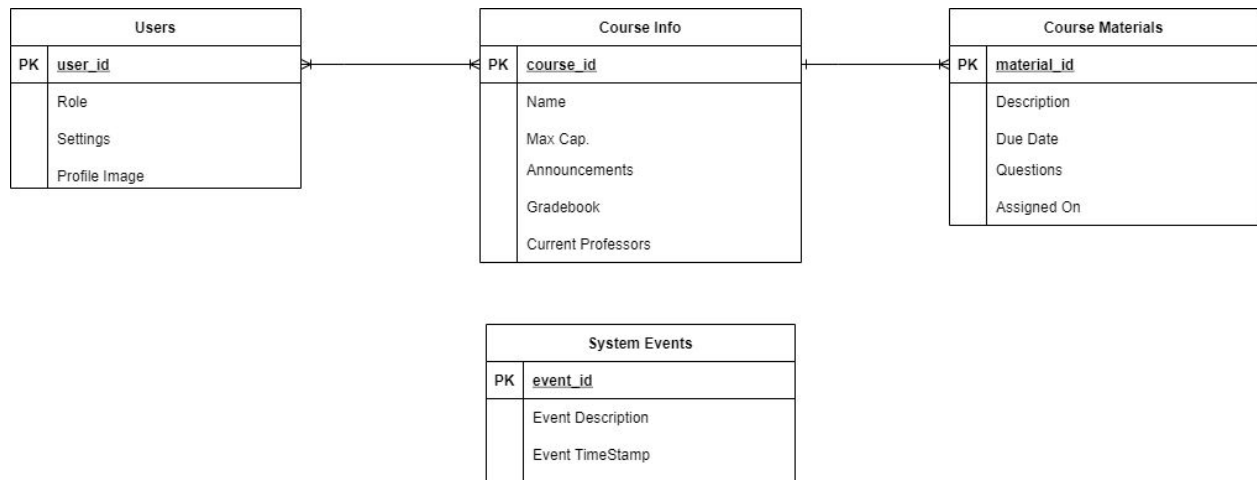 Users
PK user_id
Role
Settings
Profile Image
Course Info
PK course_id
Name
Max Cap.
Announcements
Gradebook
Current Professors
Course Materials
PK material_id
Description
Due Date
Questions
Assigned On
System Events
PK event_id
Event Description
Event TimeStamp